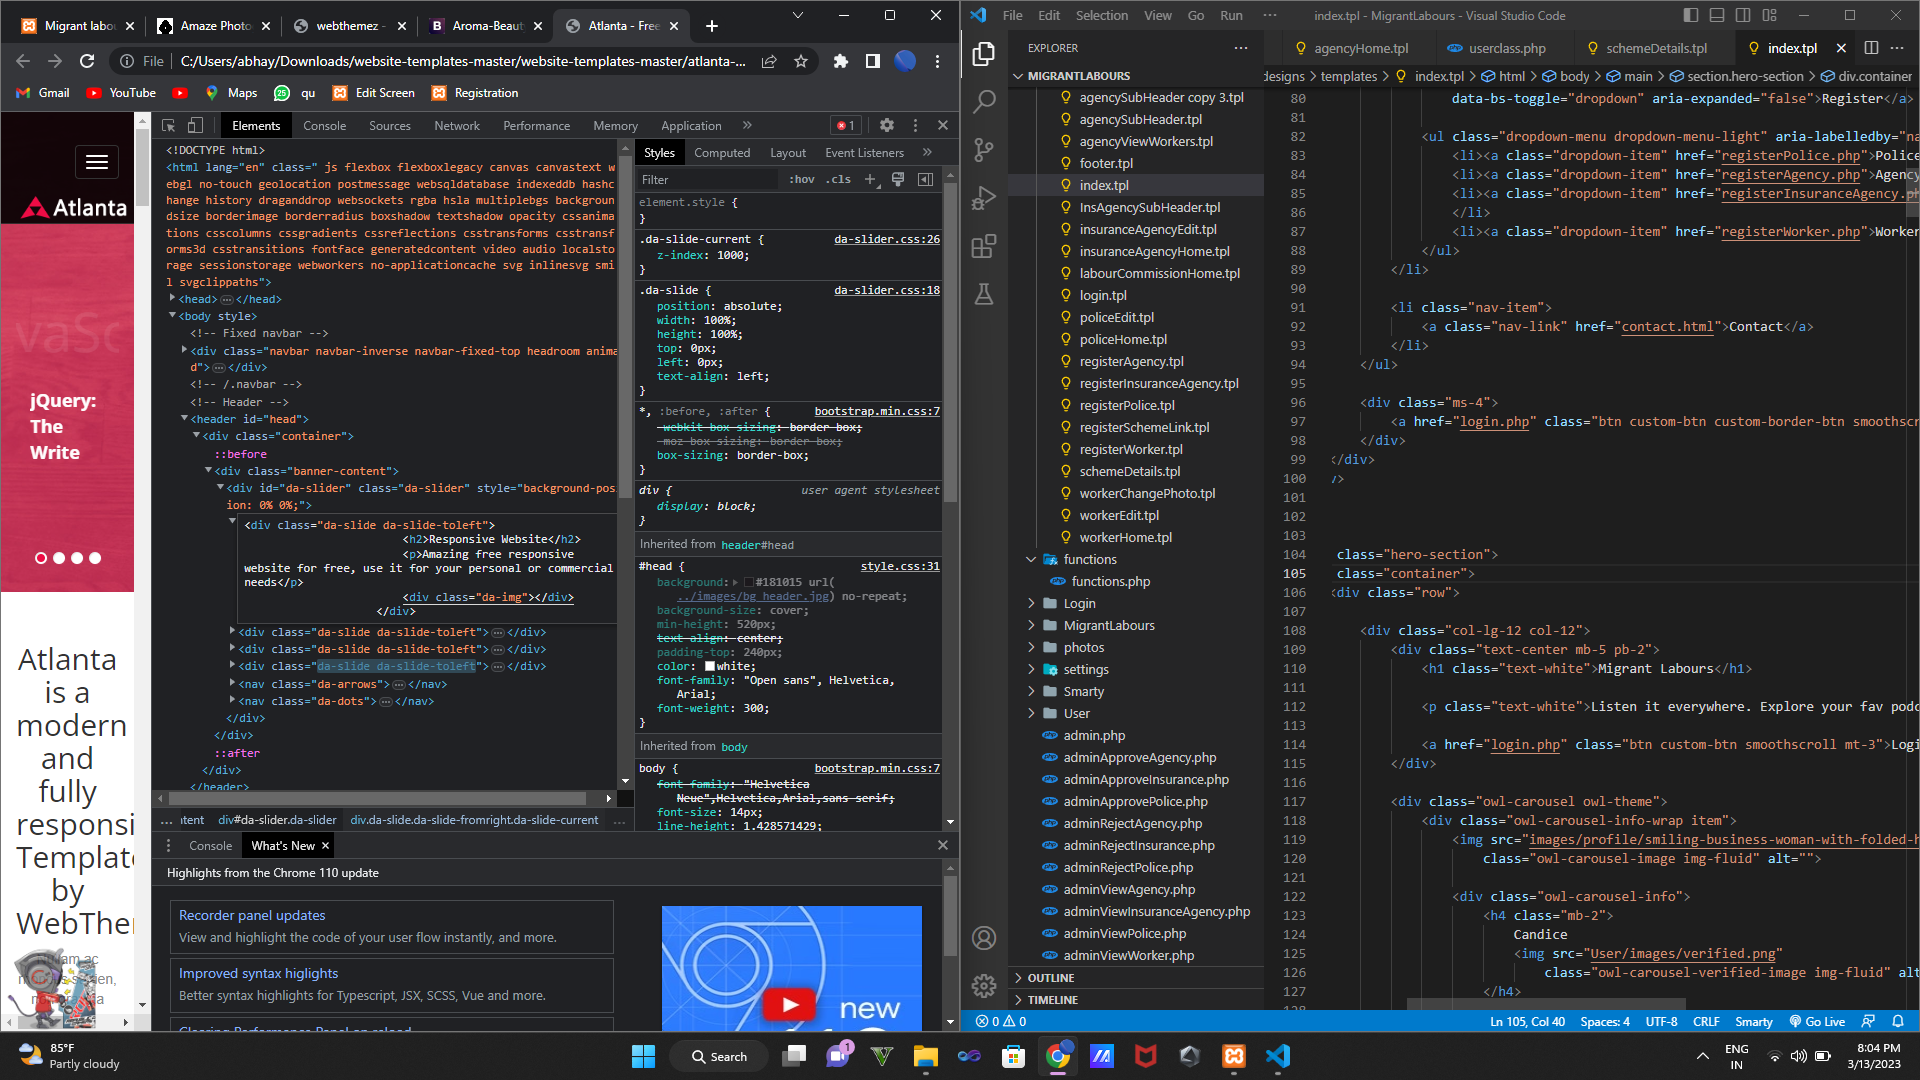 Migrant labou
Amaze Photo
webthemez -
Aroma-Beaut
Atlanta - Free
File
C:/Users/abhay/Downloads/website-templates-master/website-templates-master/atlanta-...
Gmail
YouTube
Maps
qu
Edit Screen
Registration
Atlanta
jQuery:
The
Write
Atlanta
is a
modern
and
fully
responsi
Template
by
WebThem
Elements
Console
Sources
Network
Performance
Memory
Application
1
<!DOCTYPE html>
<html lang="en" class=" js flexbox flexboxlegacy canvas canvastext w
ebgl no-touch geolocation postmessage websqldatabase indexeddb hashc
hange history draganddrop websockets rgba hsla multiplebgs backgroun
dsize borderimage borderradius boxshadow textshadow opacity cssanima
tions csscolumns cssgradients cssreflections csstransforms csstransf
orms3d csstransitions fontface generatedcontent video audio localsto
rage sessionstorage webworkers no-applicationcache svg inlinesvg smi
l svgclippaths">
<head> </head>
<body style>
<!-- Fixed navbar -->
<div class="navbar navbar-inverse navbar-fixed-top headroom anima
d"> </div>
<!-- /.navbar -->
<!-- Header -->
<header id="head">
<div class="container">
::before
<div class="banner-content">
<div id="da-slider" class="da-slider" style="background-pos
ion: 0% 0%;">
<div class="da-slide da-slide-toleft">
<h2>Responsive Website</h2>
<p>Amazing free responsive
website for free, use it for your personal or commercial
needs</p>
<div class="da-img"></div>
</div>
<div class="da-slide da-slide-toleft"> </div>
<div class="da-slide da-slide-toleft"> </div>
<div class="da-slide da-slide-toleft"> </div>
<nav class="da-arrows"> </nav>
<nav class="da-dots"> </nav>
</div>
</div>
::after
</div>
</header>
... ntent
div#da-slider.da-slider
div.da-slide.da-slide-fromright.da-slide-current
...
Styles
Computed
Layout
Event Listeners
Filter
:hov
.cls
element.style {
}
.da-slide-current {
da-slider.css:26
z-index: 1000;
}
.da-slide {
da-slider.css:18
position: absolute;
width: 100%;
height: 100%;
top: 0px;
left: 0px;
text-align: left;
}
*, :before, :after {
bootstrap.min.css:7
-webkit-box-sizing: border-box;
-moz-box-sizing: border-box;
box-sizing: border-box;
}
div {
user agent stylesheet
display: block;
}
Inherited from header#head
#head {
style.css:31
background: #181015 url(
../images/bg_header.jpg) no-repeat;
background-size: cover;
min-height: 520px;
text-align: center;
padding-top: 240px;
color: white;
font-family: "Open sans", Helvetica,
Arial;
font-weight: 300;
}
Inherited from body
body {
bootstrap.min.css:7
font-family: "Helvetica
Neue",Helvetica,Arial,sans-serif;
font-size: 14px;
line-height: 1.428571429;
Console
What's New
Highlights from the Chrome 110 update
Recorder panel updates
View and highlight the code of your user flow instantly, and more.
Improved syntax higlights
Better syntax highlights for Typescript, JSX, SCSS, Vue and more.
new
File
Edit
Selection
View
Go
Run
...
index.tpl - MigrantLabours - Visual Studio Code
EXPLORER
MIGRANTLABOURS
agencySubHeader copy 3.tpl
agencySubHeader.tpl
agencyViewWorkers.tpl
footer.tpl
index.tpl
InsAgencySubHeader.tpl
insuranceAgencyEdit.tpl
insuranceAgencyHome.tpl
labourCommissionHome.tpl
login.tpl
policeEdit.tpl
policeHome.tpl
registerAgency.tpl
registerInsuranceAgency.tpl
registerPolice.tpl
registerSchemeLink.tpl
registerWorker.tpl
schemeDetails.tpl
workerChangePhoto.tpl
workerEdit.tpl
workerHome.tpl
functions
functions.php
Login
MigrantLabours
photos
settings
Smarty
User
admin.php
adminApproveAgency.php
adminApproveInsurance.php
adminApprovePolice.php
adminRejectAgency.php
adminRejectInsurance.php
adminRejectPolice.php
adminViewAgency.php
adminViewInsuranceAgency.php
adminViewPolice.php
adminViewWorker.php
OUTLINE
TIMELINE
agencyHome.tpl
userclass.php
schemeDetails.tpl
index.tpl
designs > templates > index.tpl > html > body > main > section.hero-section > div.container
80 data-bs-toggle="dropdown" aria-expanded="false">Register</a>
81
82 <ul class="dropdown-menu dropdown-menu-light" aria-labelledby="na
83 <li><a class="dropdown-item" href="registerPolice.php">Police
84 <li><a class="dropdown-item" href="registerAgency.php">Agency
85 <li><a class="dropdown-item" href="registerInsuranceAgency.ph
86 </li>
87 <li><a class="dropdown-item" href="registerWorker.php">Worker
88 </ul>
89 </li>
90
91 <li class="nav-item">
92 <a class="nav-link" href="contact.html">Contact</a>
93 </li>
94 </ul>
95
96 <div class="ms-4">
97 <a href="login.php" class="btn custom-btn custom-border-btn smoothscr
98 </div>
99 </div>
100 />
101
102
103
104 class="hero-section">
105 class="container">
106 <div class="row">
107
108 <div class="col-lg-12 col-12">
109 <div class="text-center mb-5 pb-2">
110 <h1 class="text-white">Migrant Labours</h1>
111
112 <p class="text-white">Listen it everywhere. Explore your fav podc
113
114 <a href="login.php" class="btn custom-btn smoothscroll mt-3">Logi
115 </div>
116
117 <div class="owl-carousel owl-theme">
118 <div class="owl-carousel-info-wrap item">
119 <img src="images/profile/smiling-business-woman-with-folded-h
120 class="owl-carousel-image img-fluid" alt="">
121
122 <div class="owl-carousel-info">
123 <h4 class="mb-2">
124 Candice
125 <img src="User/images/verified.png"
126 class="owl-carousel-verified-image img-fluid" alt
127 </h4>
0 0
Ln 105, Col 40
Spaces: 4
UTF-8
CRLF
Smarty
Go Live
85°F
Partly cloudy
Search
1
ENG
IN
8:04 PM
3/13/2023